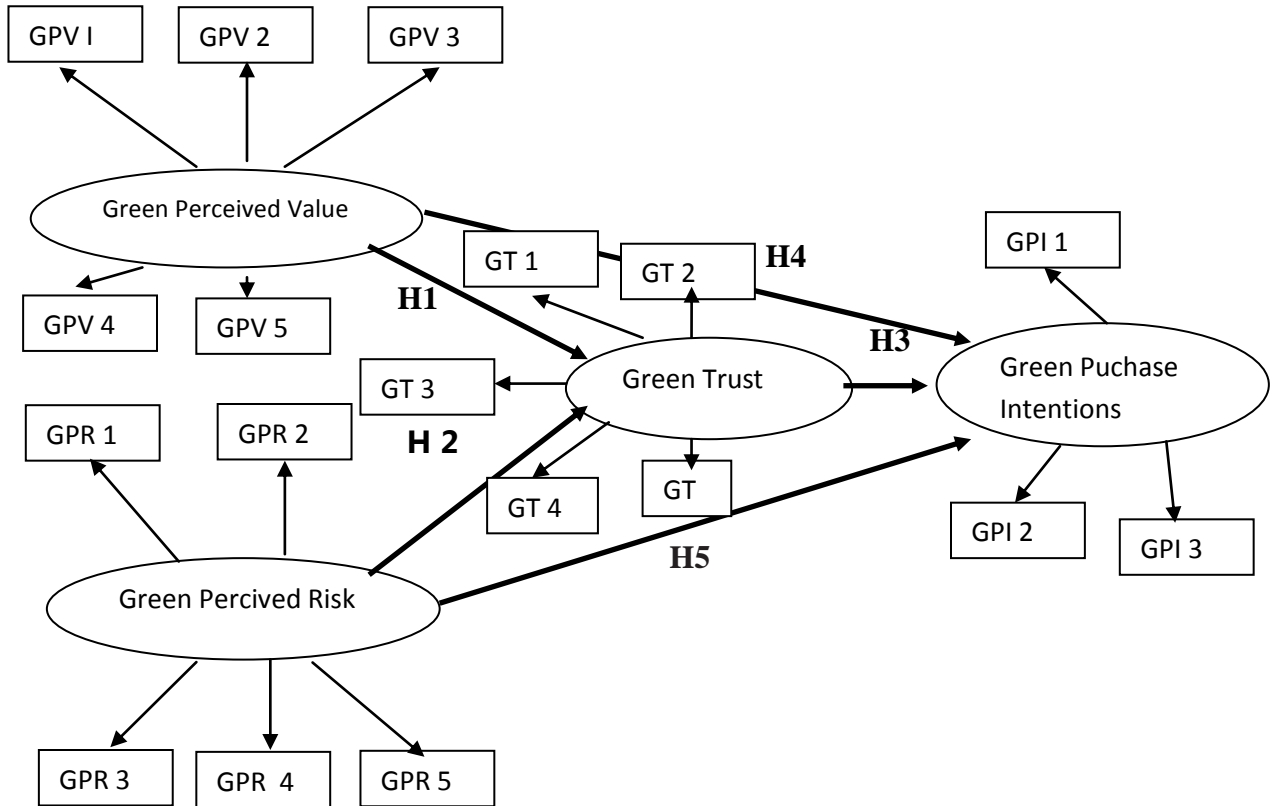 GPV I
GPV 2
GPV 3
Green Perceived Value
GPV 4
GPV 5
GT 1
GT 2
H4
GPI 1
H1
H3
GT 3
Green Trust
Green Puchase
Intentions
GPR 1
GPR 2
H 2
GT 4
GT
GPI 2
GPI 3
H5
Green Percived Risk
GPR 3
GPR 4
GPR 5